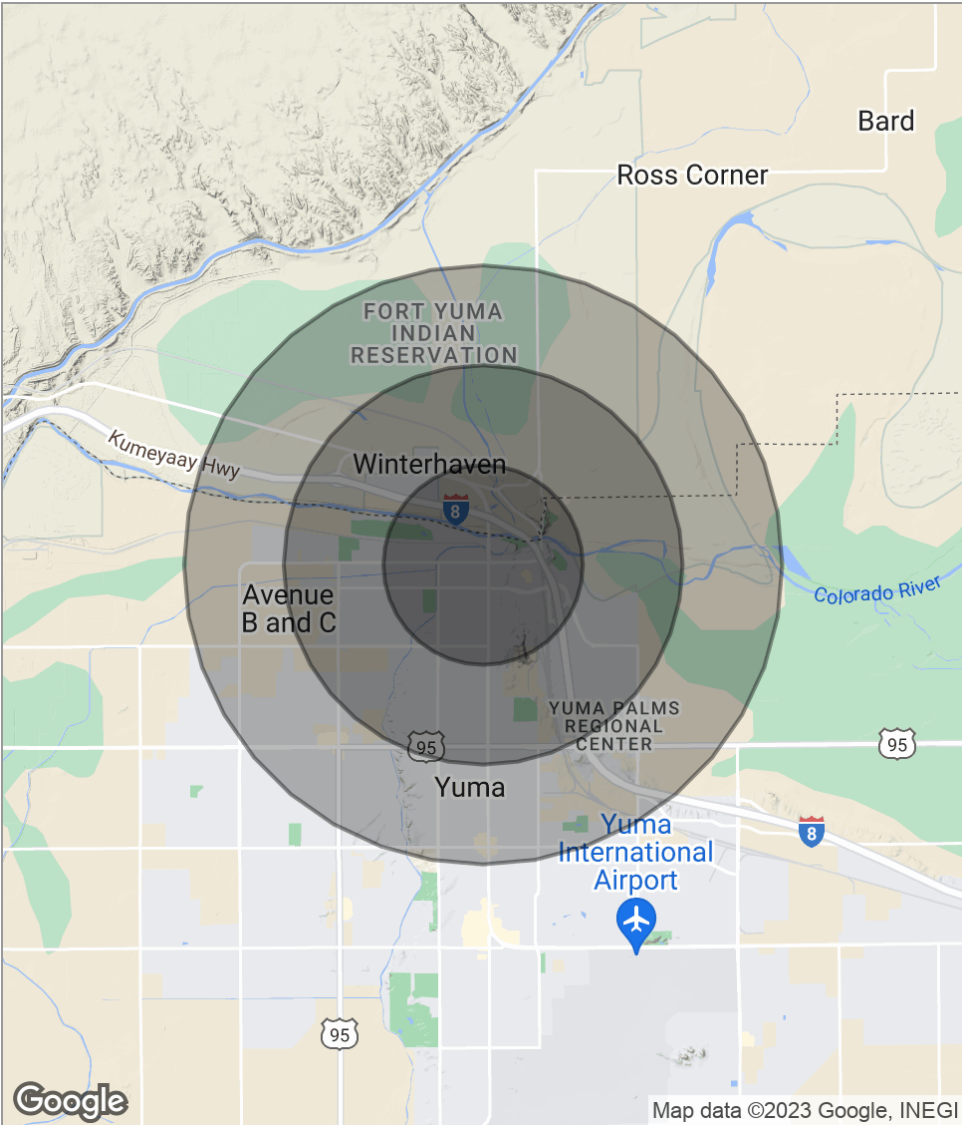 Bard
Ross Corner
FORT YUMA
INDIAN
RESERVATION
Kumeyaay Hwy
Winterhaven
8
Avenue
B and C
Colorado River
YUMA PALMS
REGIONAL
CENTER
95
95
Yuma
Yuma
International
Airport
8
95
Google
Map data ©2023 Google, INEGI